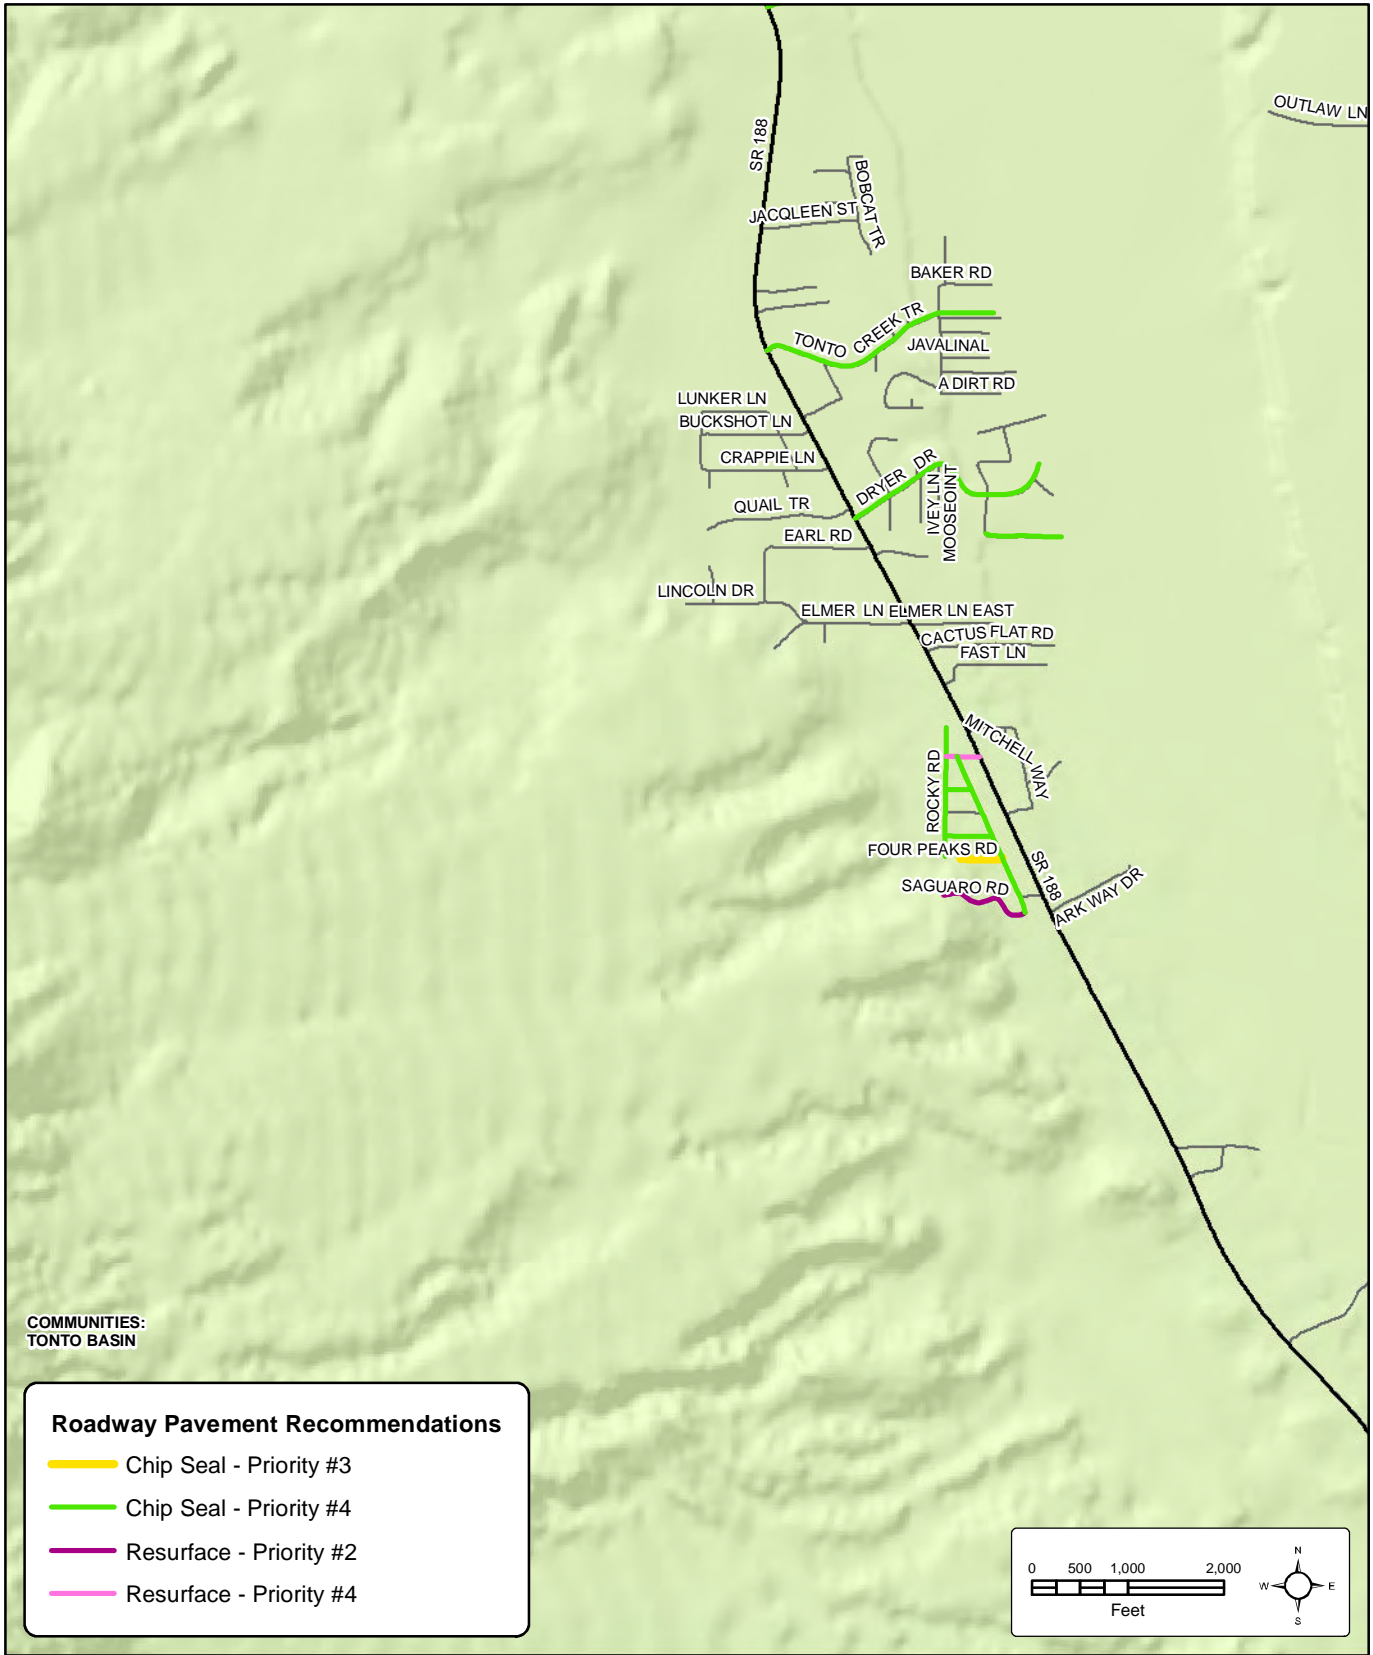 OUTLAW LN
SR 188
BOBCAT TR
JACQLEEN ST
BAKER RD
TONTO CREEK TR
JAVALINAL
A DIRT RD
LUNKER LN
BUCKSHOT LN
CRAPPIE LN
DRYER DR
IVEY LN
MOOSEOINT
QUAIL TR
EARL RD
LINCOLN DR
ELMER LN
ELMER LN EAST
CACTUS FLAT RD
FAST LN
MITCHELL WAY
ROCKY RD
FOUR PEAKS RD
SR 188
SAGUARO RD
ARK WAY DR
COMMUNITIES:
TONTO BASIN
Roadway Pavement Recommendations
Chip Seal - Priority #3
Chip Seal - Priority #4
Resurface - Priority #2
Resurface - Priority #4
0 500 1,000 2,000
Feet
N
W E
S